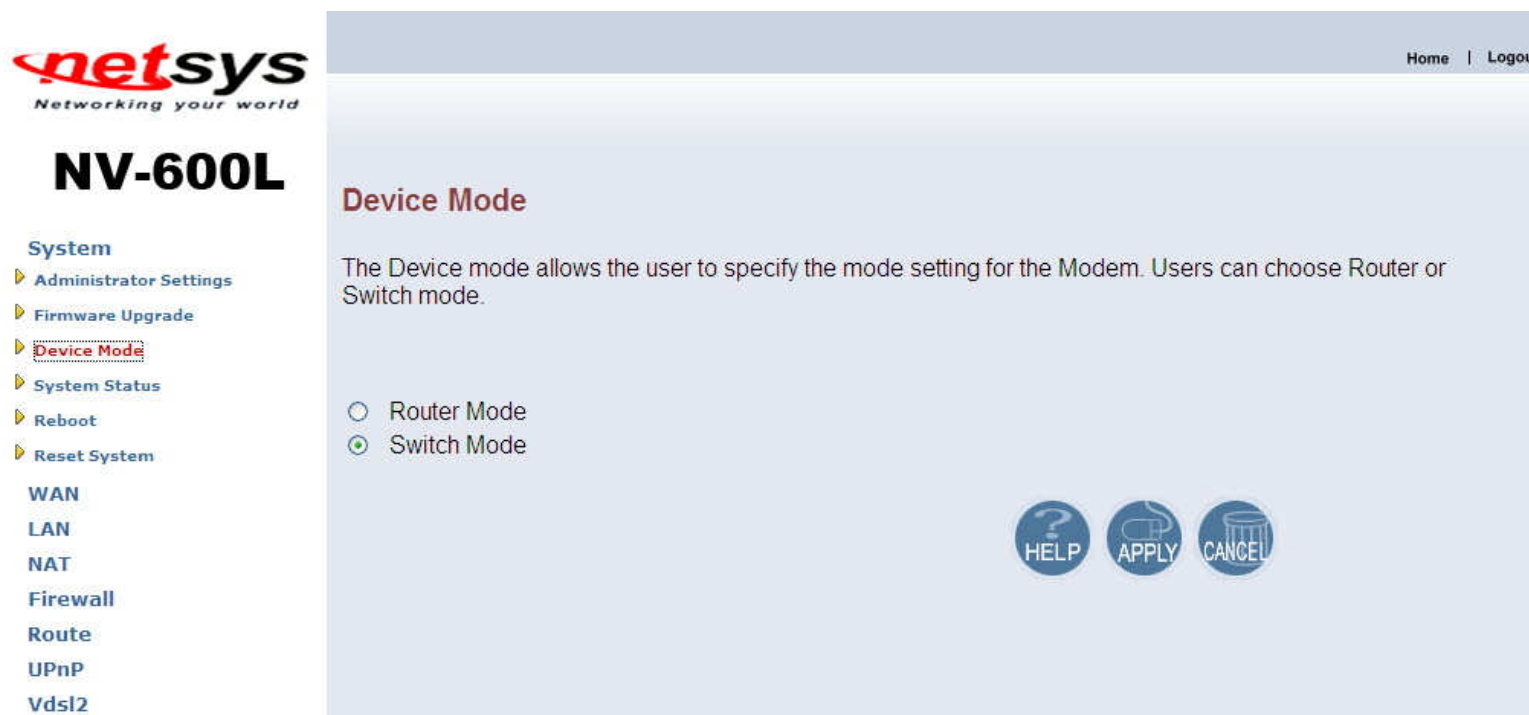 netsys
Networking your world
Home | Logou
NV-600L
Device Mode
The Device mode allows the user to specify the mode setting for the Modem. Users can choose Router or
Switch mode.
System
Administrator Settings
Firmware Upgrade
Device Mode
System Status
Reboot
Reset System
WAN
LAN
NAT
Firewall
Route
UPnP
Vdsl2
Router Mode
Switch Mode
HELP
APPLY
CANCEL